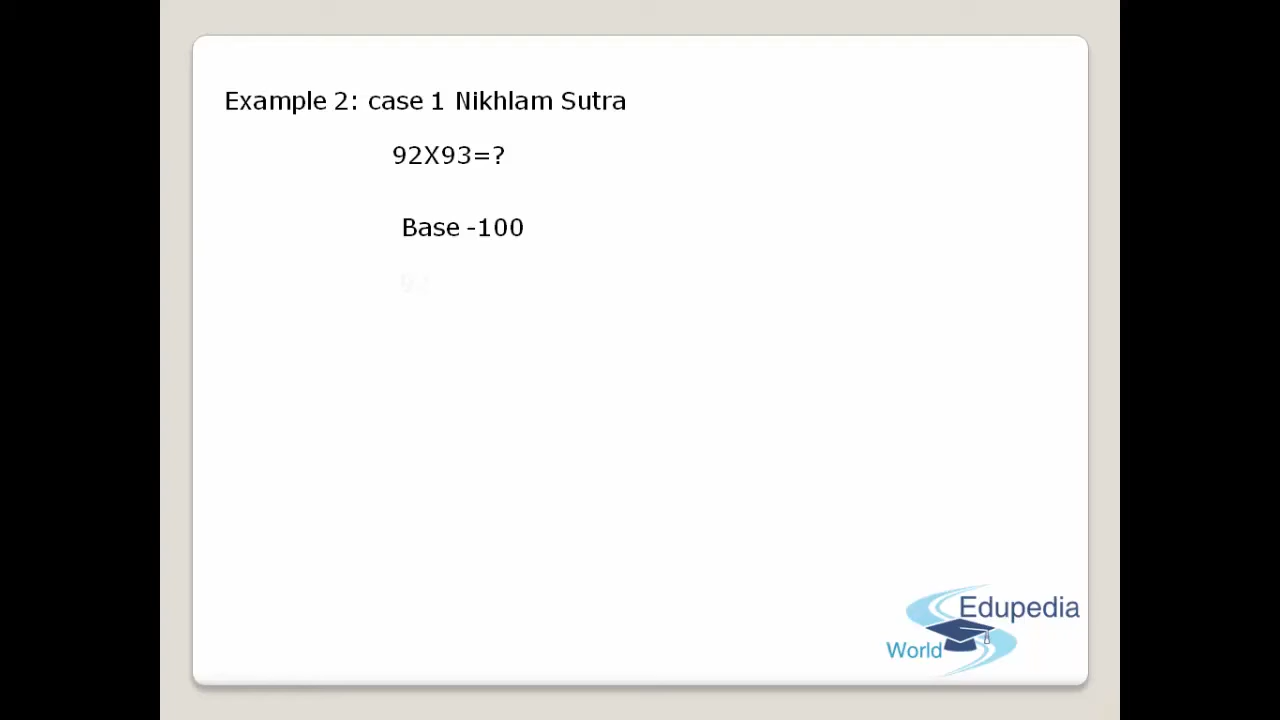 Example 2: case 1 Nikhlam Sutra
92X93=?
Base -100
Edupedia
World